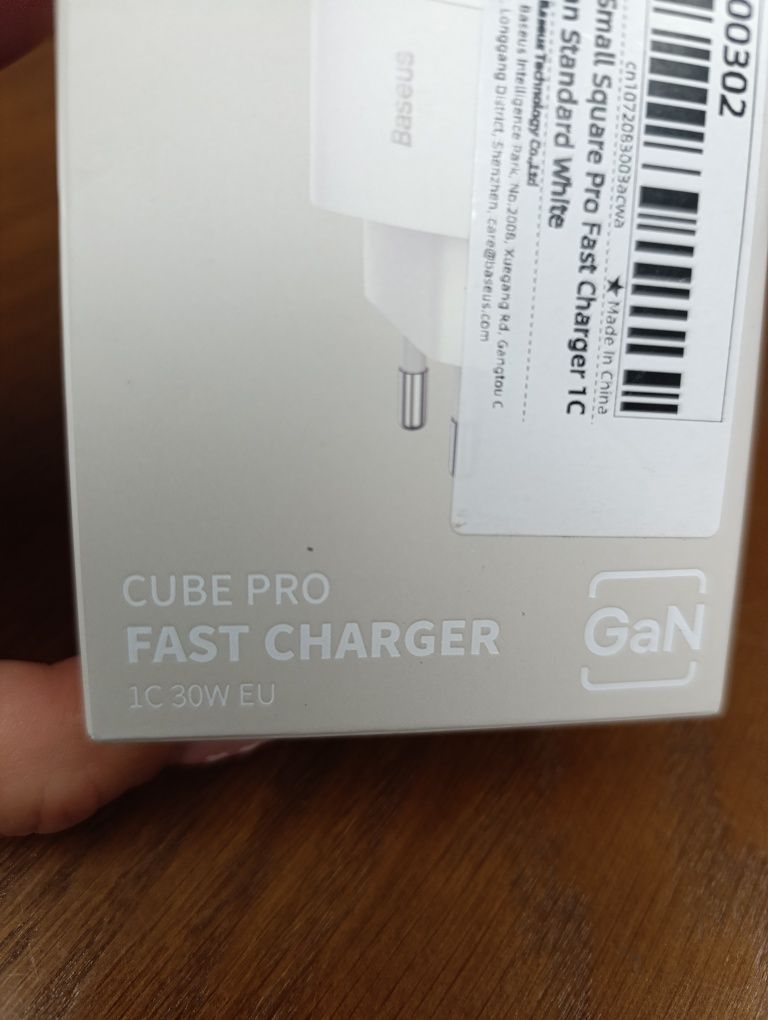 Baseus
00302
cn1072083003acwa
★ Made In China
Small Square Pro Fast Charger 1C
an Standard White
Baseus Technology Co.,Ltd
Baseus Intelligence Park, No.2008, Xuegang Rd, Gangtou C
Longgang District, Shenzhen, care@baseus.com
CUBE PRO
FAST CHARGER
1C 30W EU
GaN